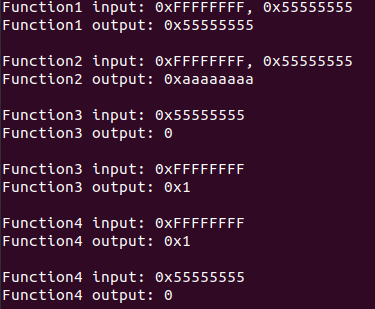 Function1 input: 0xFFFFFFFF, 0x55555555
Function1 output: 0x55555555
Function2 input: 0xFFFFFFFF, 0x55555555
Function2 output: 0xaaaaaaaa
Function3 input: 0x55555555
Function3 output: 0
Function3 input: 0xFFFFFFFF
Function3 output: 0x1
Function4 input: 0xFFFFFFFF
Function4 output: 0x1
Function4 input: 0x55555555
Function4 output: 0